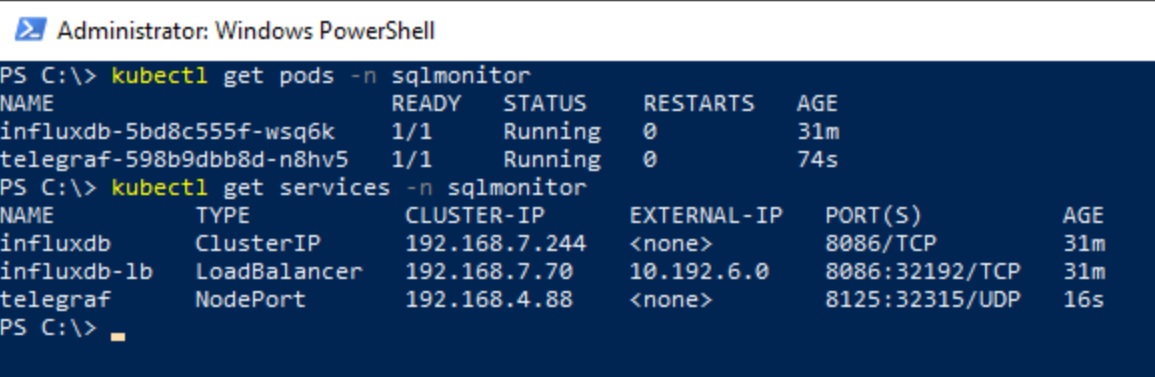 Administrator: Windows PowerShell
PS C:\> kubectl get pods -n sqlmonitor
NAME READY STATUS RESTARTS AGE
influxdb-5bd8c555f-wsq6k 1/1 Running 0 31m
telegraf-598b9dbb8d-n8hv5 1/1 Running 0 74s
PS C:\> kubectl get services -n sqlmonitor
NAME TYPE CLUSTER-IP EXTERNAL-IP PORT(S) AGE
influxdb ClusterIP 192.168.7.244 <none> 8086/TCP 31m
influxdb-lb LoadBalancer 192.168.7.70 10.192.6.0 8086:32192/TCP 31m
telegraf NodePort 192.168.4.88 <none> 8125:32315/UDP 16s
PS C:\>